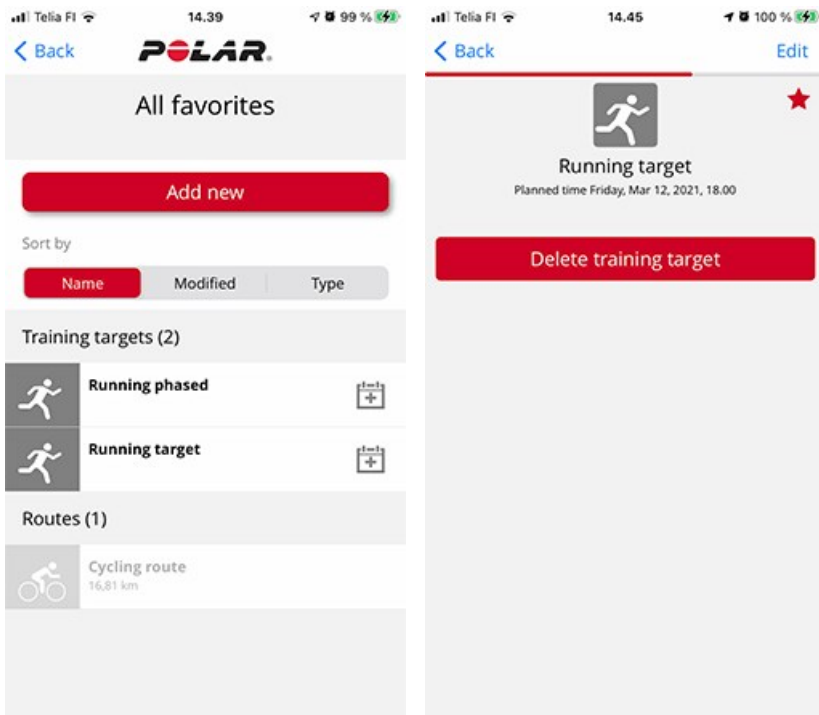 Telia FI 14.39 99 %
Back POLAR.
All favorites
Add new
Sort by
Name Modified Type
Training targets (2)
Running phased
Running target
Routes (1)
Cycling route
16,81 km
Telia FI 14.45 100 %
Back Edit
Running target
Planned time Friday, Mar 12, 2021, 18.00
Delete training target